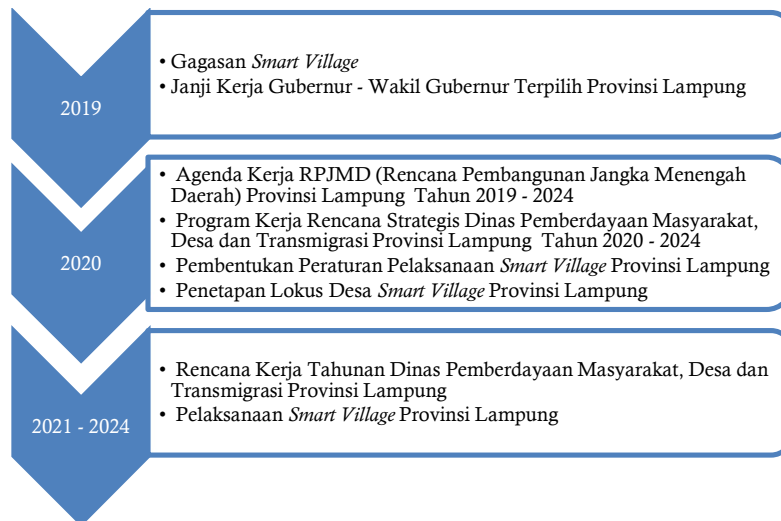 2019
• Gagasan Smart Village
• Janji Kerja Gubernur - Wakil Gubernur Terpilih Provinsi Lampung
2020
• Agenda Kerja RPJMD (Rencana Pembangunan Jangka Menengah
Daerah) Provinsi Lampung Tahun 2019 - 2024
• Program Kerja Rencana Strategis Dinas Pemberdayaan Masyarakat,
Desa dan Transmigrasi Provinsi Lampung Tahun 2020 - 2024
• Pembentukan Peraturan Pelaksanaan Smart Village Provinsi Lampung
• Penetapan Lokus Desa Smart Village Provinsi Lampung
2021 - 2024
• Rencana Kerja Tahunan Dinas Pemberdayaan Masyarakat, Desa dan
Transmigrasi Provinsi Lampung
• Pelaksanaan Smart Village Provinsi Lampung